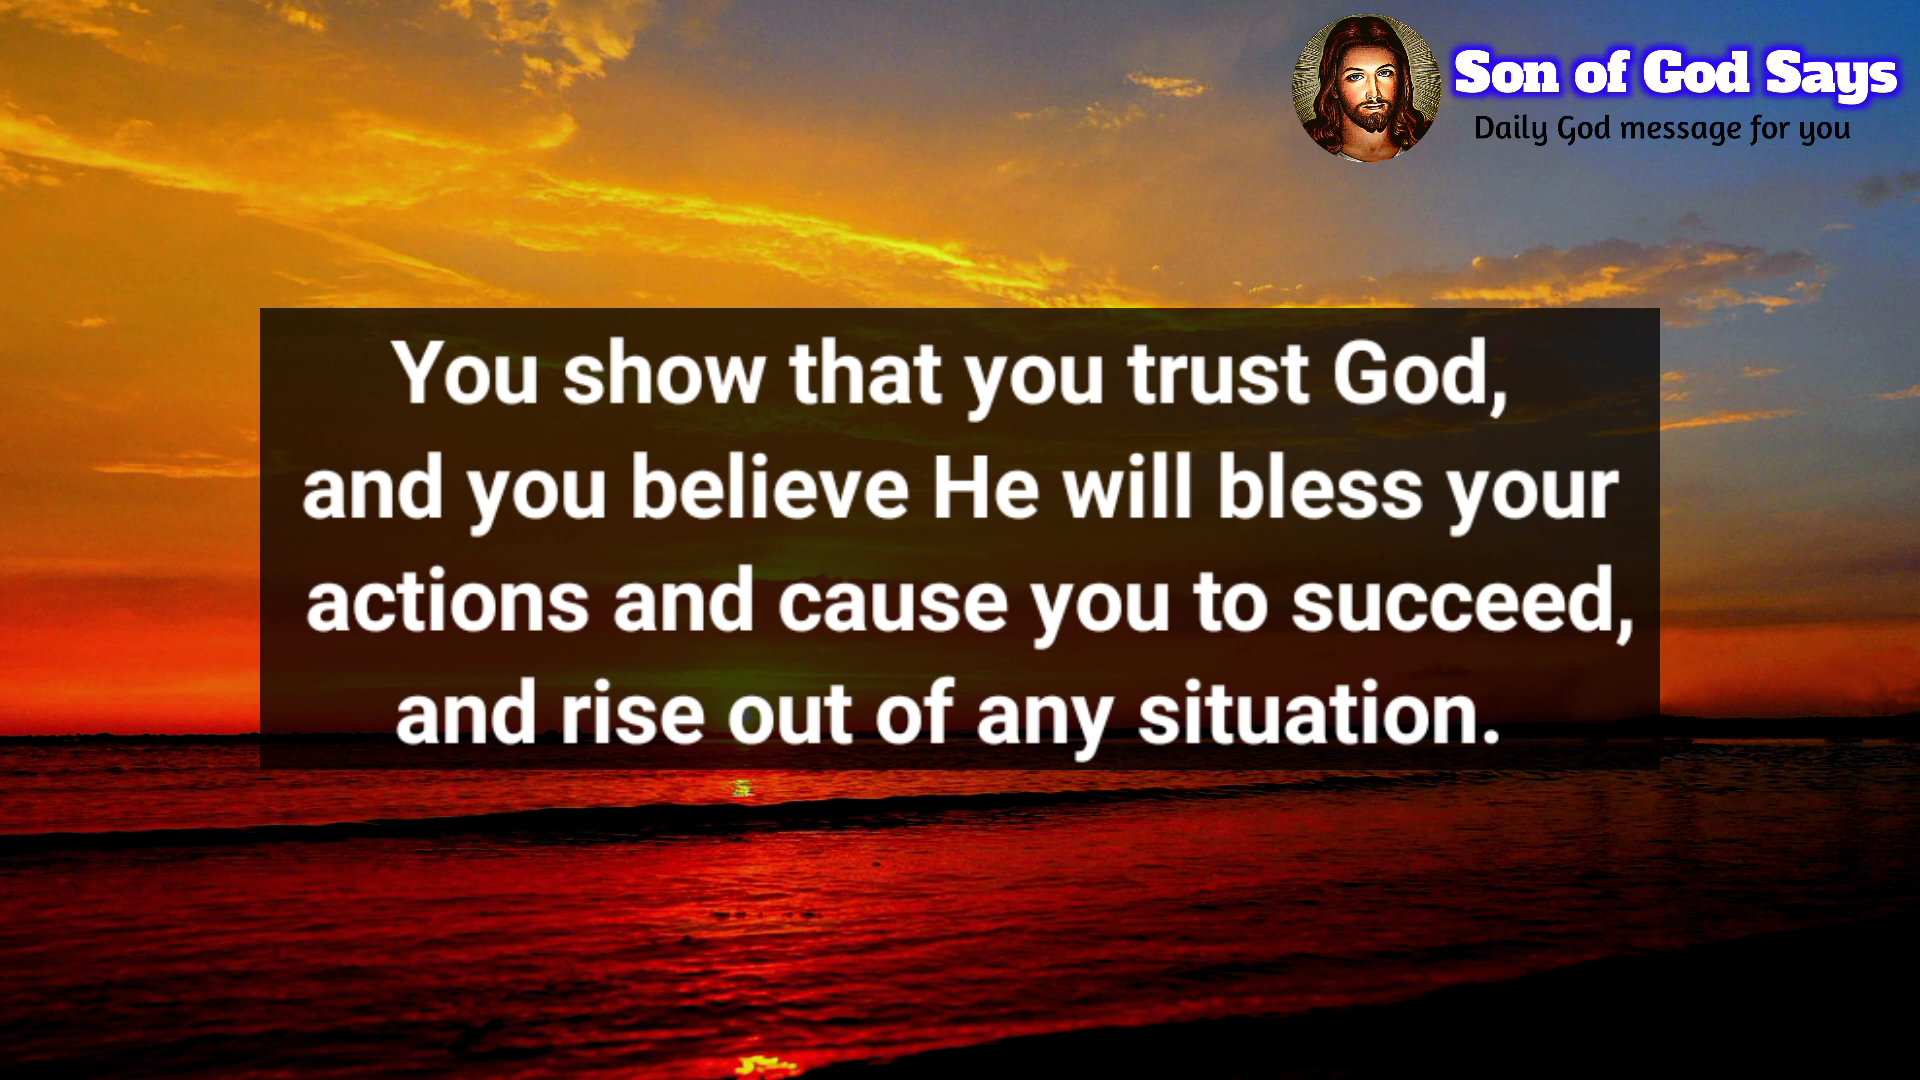 Son of God Says
Daily God message for you
You show that you trust God,
and you believe He will bless your
actions and cause you to succeed,
and rise out of any situation.